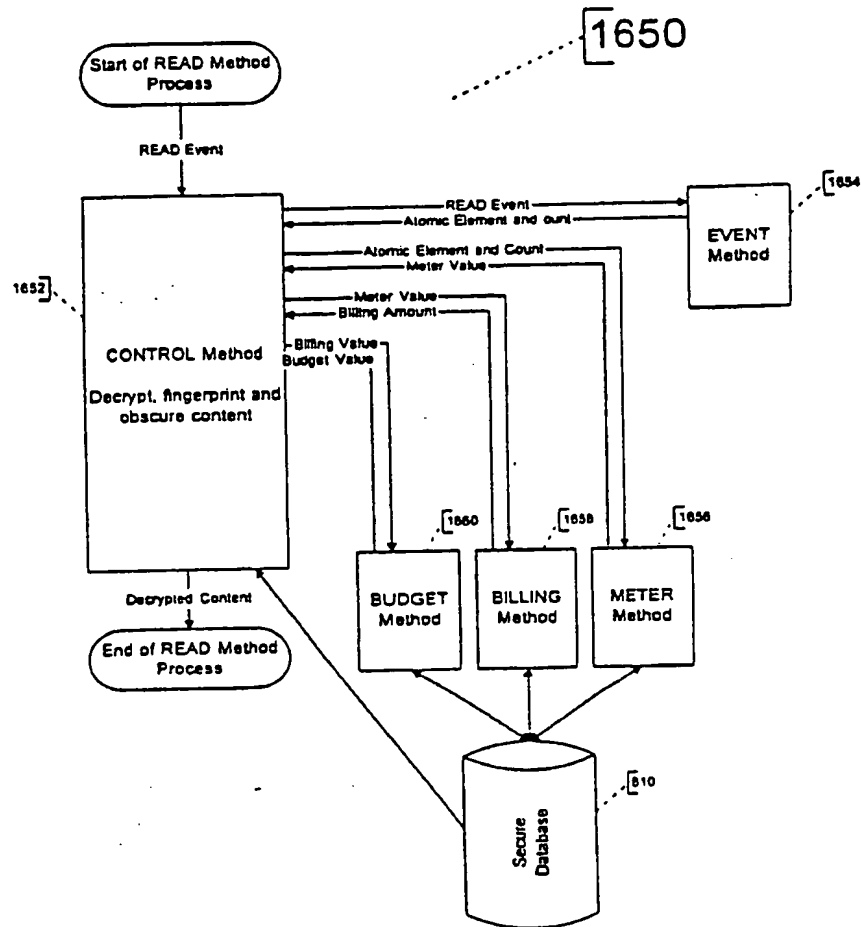 1650
Start of READ Method
Process
READ Event
READ Event
1654
Atomic Element and ount
EVENT
Method
Atomic Element and Count
Meter Value
1652
Meter Value
Billing Amount
CONTROL Method
Billing Value
Budget Value
Decrypt, fingerprint and
obscure content
1660
1658
1656
Decrypted Content
BUDGET
Method
BILLING
Method
METER
Method
End of READ Method
Process
610
Secure
Database